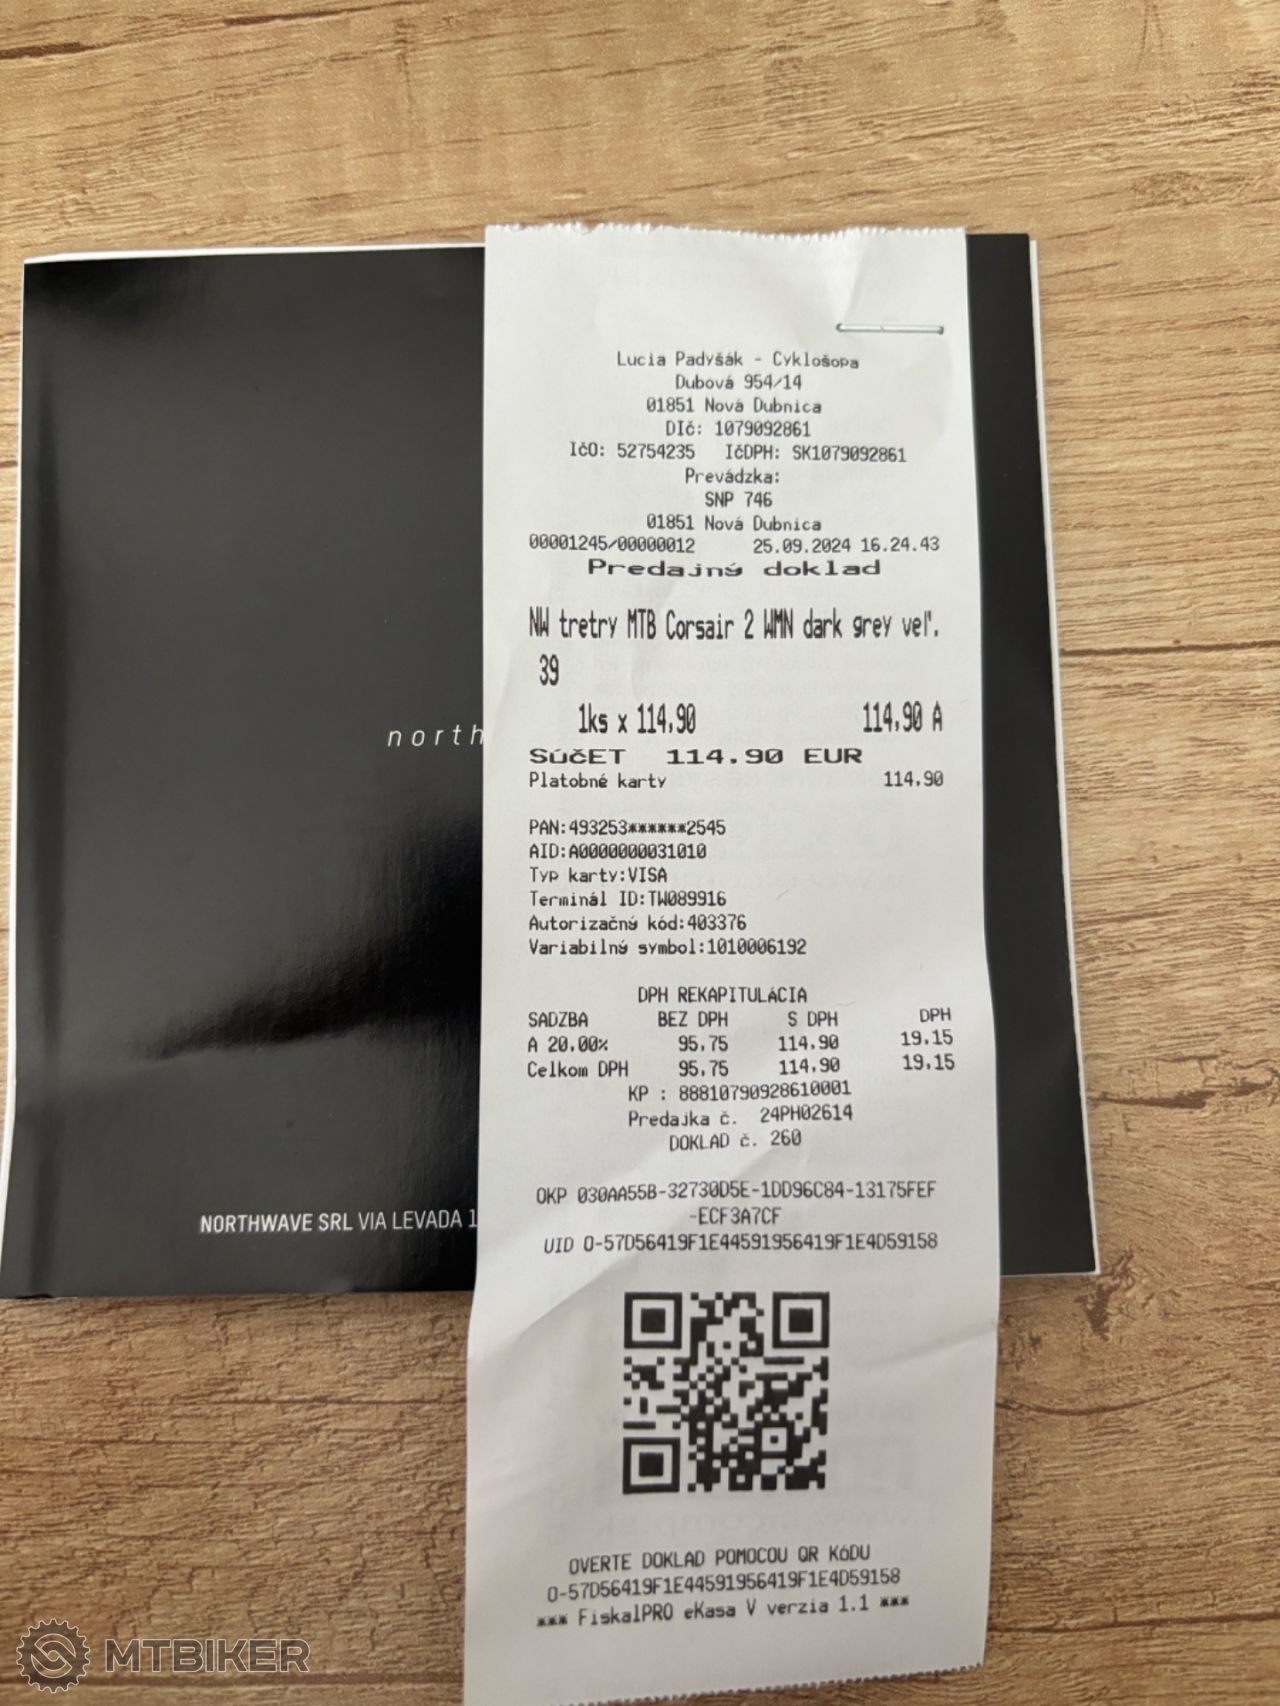 Lucia Padyšák - Cyklošopa
Dubová 954/14
01851 Nová Dubnica
DIč: 1079092861
IčO: 52754235 IčDPH: SK1079092861
Prevádzka:
SNP 746
01851 Nová Dubnica
00001245/00000012 25.09.2024 16.24.43
Predajný doklad
NW tretry MTB Corsair 2 WMN dark grey veľ.
39
1ks x 114,90 114,90 A
SúčET 114.90 EUR
Platobné karty 114.90
PAN:493253******2545
AID:A0000000031010
Typ karty:VISA
Terminál ID:TW089916
Autorizačný kód:403376
Variabilný symbol:1010006192
DPH REKAPITULáCIA
SADZBA BEZ DPH S DPH DPH
A 20.00% 95.75 114.90 19.15
Celkom DPH 95.75 114.90 19.15
KP : 88810790928610001
Predajka č. 24PH02614
DOKLAD č. 260
OKP 030AA55B-32730D5E-1DD96C84-13175FEF
-ECF3A7CF
UID O-57D56419F1E44591956419F1E4D59158
OVERTE DOKLAD POMOCOU QR KóDU
O-57D56419F1E44591956419F1E4D59158
*** FiskalPRO eKasa V verzia 1.1 ***
north
NORTHWAVE SRL VIA LEVADA 1
MTBIKER